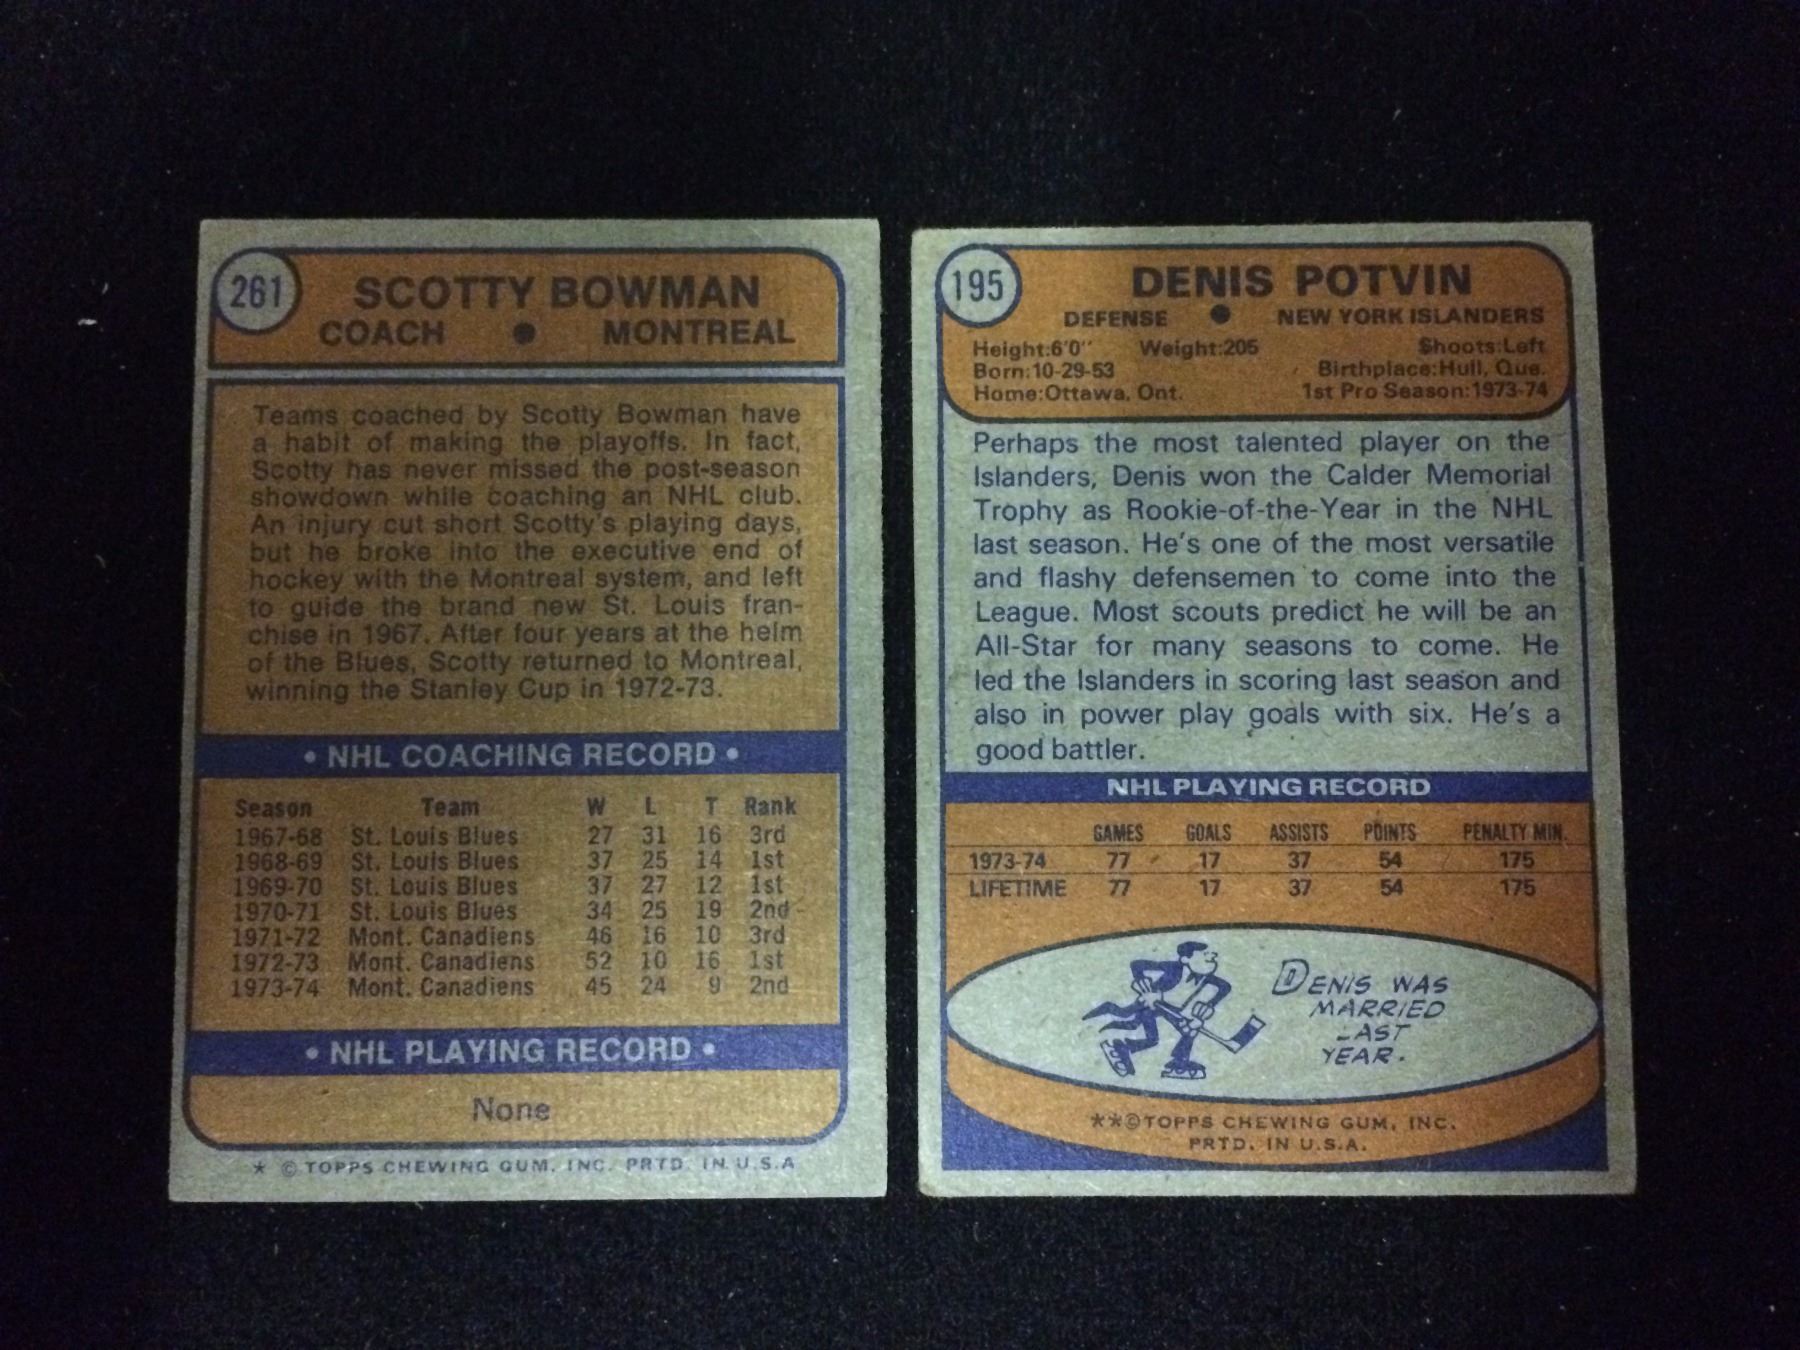 261
SCOTTY BOWMAN
COACH ● MONTREAL
Teams coached by Scotty Bowman have
a habit of making the playoffs. In fact,
Scotty has never missed the post-season
showdown while coaching an NHL club.
An injury cut short Scotty's playing days,
but he broke into the executive end of
hockey with the Montreal system, and left
to guide the brand new St. Louis fran-
chise in 1967. After four years at the helm
of the Blues, Scotty returned to Montreal,
winning the Stanley Cup in 1972-73.
• NHL COACHING RECORD •
Season Team W L T Rank
1967-68 St. Louis Blues 27 31 16 3rd
1968-69 St. Louis Blues 37 25 14 1st
1969-70 St. Louis Blues 37 27 12 1st
1970-71 St. Louis Blues 34 25 19 2nd
1971-72 Mont. Canadiens 46 16 10 3rd
1972-73 Mont. Canadiens 52 10 16 1st
1973-74 Mont. Canadiens 45 24 9 2nd
• NHL PLAYING RECORD •
None
* © TOPPS CHEWING GUM, INC. PRTD. IN U.S.A
195
DENIS POTVIN
DEFENSE ● NEW YORK ISLANDERS
Height:6'0" Weight:205 Shoots:Left
Born:10-29-53 Birthplace:Hull, Que.
Home:Ottawa, Ont. 1st Pro Season:1973-74
Perhaps the most talented player on the
Islanders, Denis won the Calder Memorial
Trophy as Rookie-of-the-Year in the NHL
last season. He's one of the most versatile
and flashy defensemen to come into the
League. Most scouts predict he will be an
All-Star for many seasons to come. He
led the Islanders in scoring last season and
also in power play goals with six. He's a
good battler.
NHL PLAYING RECORD
GAMES GOALS ASSISTS POINTS PENALTY MIN.
1973-74 77 17 37 54 175
LIFETIME 77 17 37 54 175
DENIS WAS
MARRIED
LAST
YEAR.
**© TOPPS CHEWING GUM, INC.
PRTD. IN U.S.A.